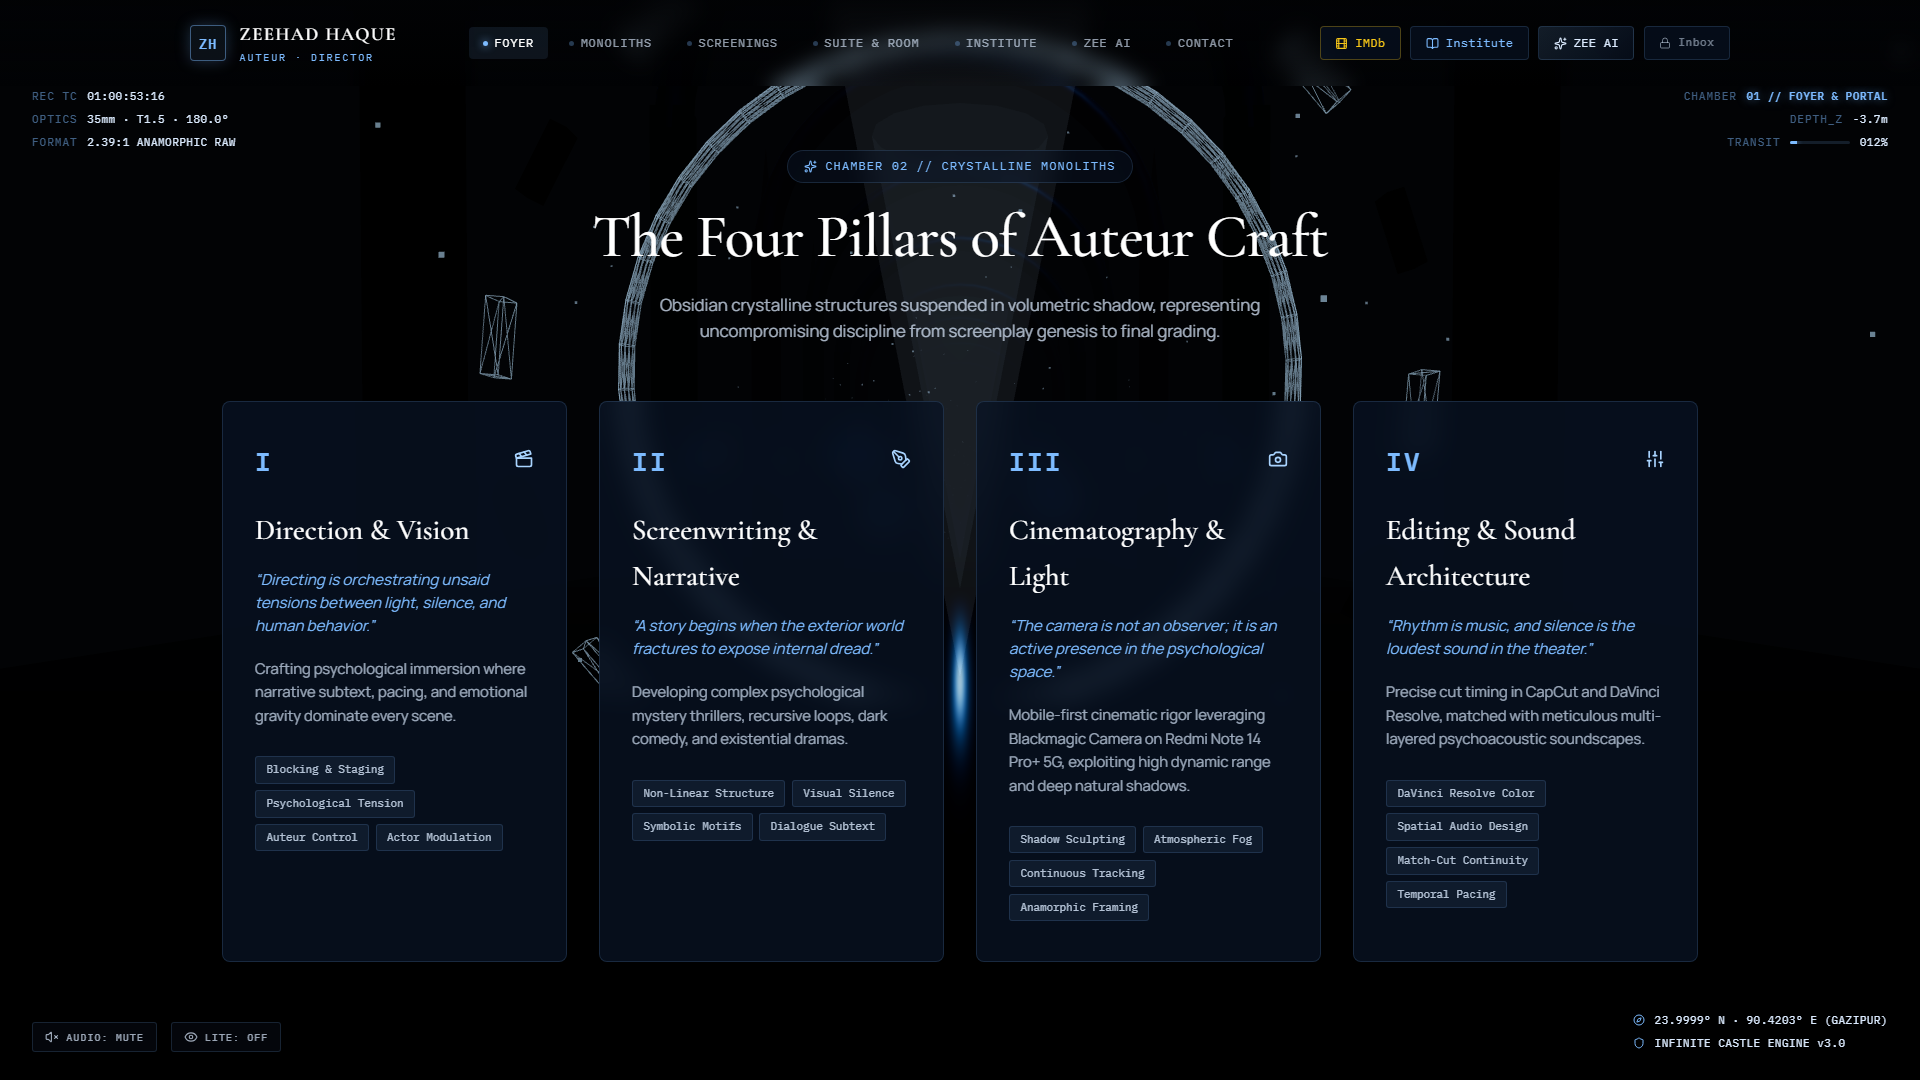 ZH
ZEEHAD HAQUE
AUTEUR · DIRECTOR
FOYER
MONOLITHS
SCREENINGS
SUITE & ROOM
INSTITUTE
ZEE AI
CONTACT
IMDb
Institute
ZEE AI
Inbox
REC TC 01:00:53:16
OPTICS 35mm · T1.5 · 180.0°
FORMAT 2.39:1 ANAMORPHIC RAW
CHAMBER 01 // FOYER & PORTAL
DEPTH_Z -3.7m
TRANSIT 012%
CHAMBER 02 // CRYSTALLINE MONOLITHS
The Four Pillars of Auteur Craft
Obsidian crystalline structures suspended in volumetric shadow, representing
uncompromising discipline from screenplay genesis to final grading.
I
Direction & Vision
“Directing is orchestrating unsaid
tensions between light, silence, and
human behavior.”
Crafting psychological immersion where
narrative subtext, pacing, and emotional
gravity dominate every scene.
Blocking & Staging
Psychological Tension
Auteur Control
Actor Modulation
II
Screenwriting &
Narrative
“A story begins when the exterior world
fractures to expose internal dread.”
Developing complex psychological
mystery thrillers, recursive loops, dark
comedy, and existential dramas.
Non-Linear Structure
Visual Silence
Symbolic Motifs
Dialogue Subtext
III
Cinematography &
Light
“The camera is not an observer; it is an
active presence in the psychological
space.”
Mobile-first cinematic rigor leveraging
Blackmagic Camera on Redmi Note 14
Pro+ 5G, exploiting high dynamic range
and deep natural shadows.
Shadow Sculpting
Atmospheric Fog
Continuous Tracking
Anamorphic Framing
IV
Editing & Sound
Architecture
“Rhythm is music, and silence is the
loudest sound in the theater.”
Precise cut timing in CapCut and DaVinci
Resolve, matched with meticulous multi-
layered psychoacoustic soundscapes.
DaVinci Resolve Color
Spatial Audio Design
Match-Cut Continuity
Temporal Pacing
AUDIO: MUTE
LITE: OFF
23.9999° N · 90.4203° E (GAZIPUR)
INFINITE CASTLE ENGINE v3.0